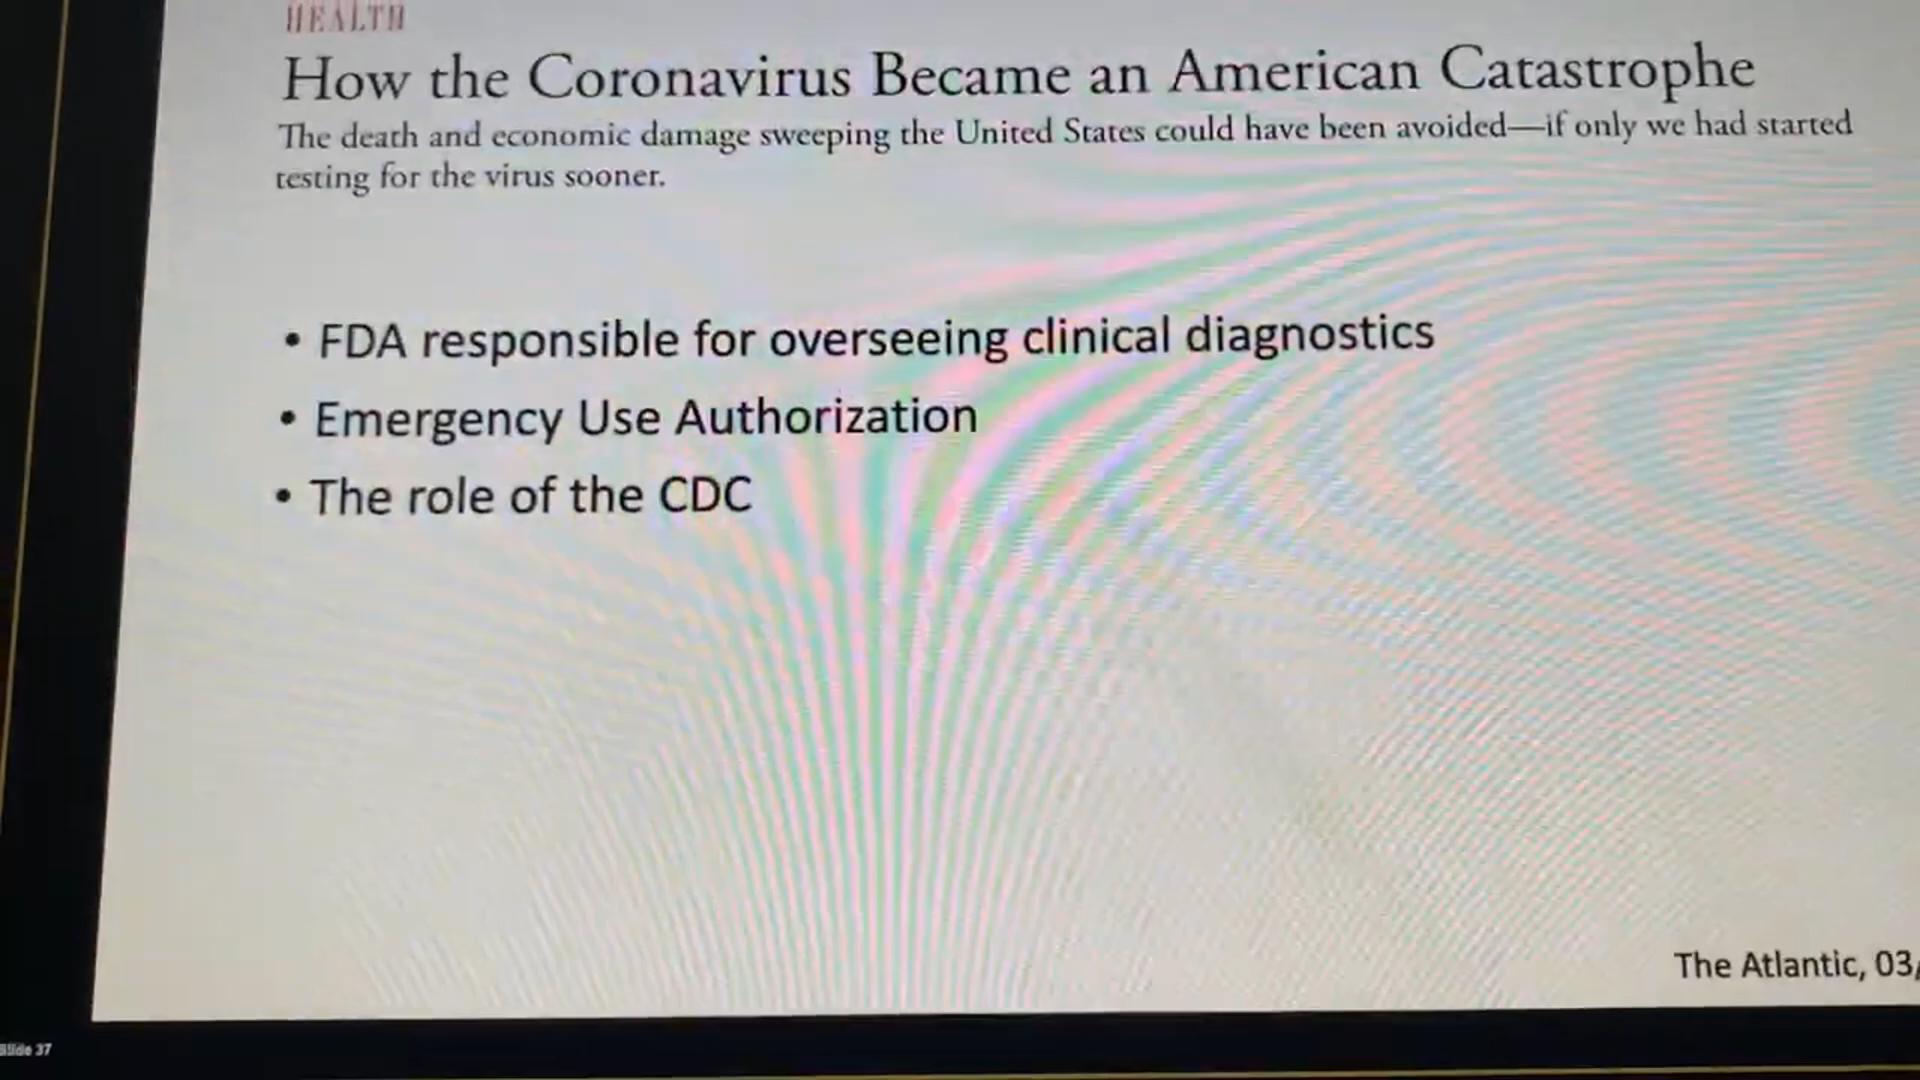 HEALTH
How the Coronavirus Became an American Catastrophe
The death and economic damage sweeping the United States could have been avoided—if only we had started
testing for the virus sooner.
• FDA responsible for overseeing clinical diagnostics
• Emergency Use Authorization
• The role of the CDC
The Atlantic, 03/
Slide 37